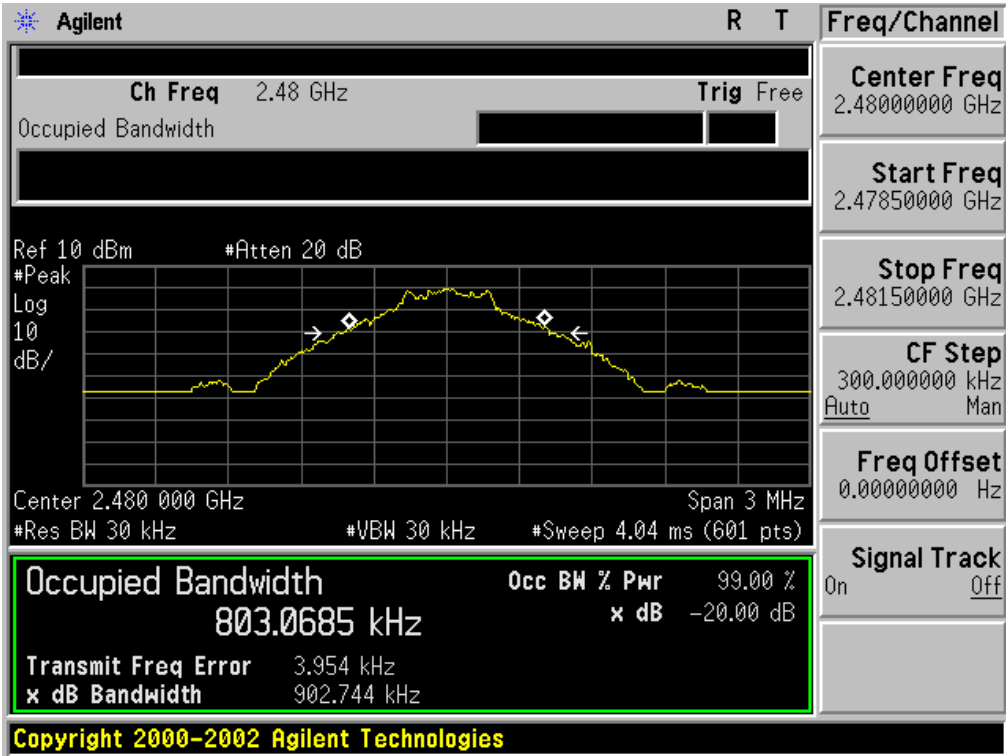 Agilent R T
Freq/Channel
Ch Freq 2.48 GHz Trig Free
Occupied Bandwidth
Center Freq
2.48000000 GHz
Start Freq
2.47850000 GHz
Stop Freq
2.48150000 GHz
CF Step
300.000000 kHz
Auto Man
Freq Offset
0.00000000 Hz
Signal Track
On Off
Ref 10 dBm #Atten 20 dB
#Peak
Log
10
dB/
Center 2.480 000 GHz Span 3 MHz
#Res BW 30 kHz #VBW 30 kHz #Sweep 4.04 ms (601 pts)
Occupied Bandwidth
803.0685 kHz
Occ BW % Pwr 99.00 %
x dB -20.00 dB
Transmit Freq Error 3.954 kHz
x dB Bandwidth 902.744 kHz
Copyright 2000-2002 Agilent Technologies